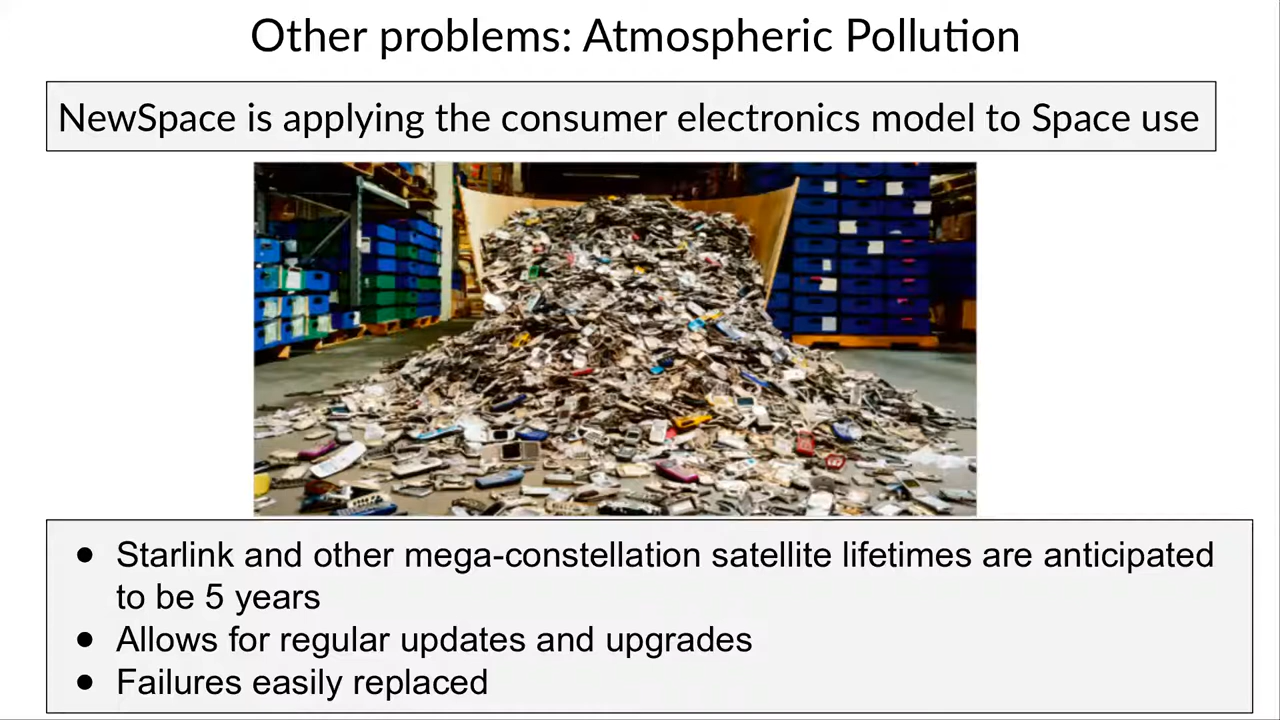 Other problems: Atmospheric Pollution
NewSpace is applying the consumer electronics model to Space use
● Starlink and other mega-constellation satellite lifetimes are anticipated
to be 5 years
● Allows for regular updates and upgrades
● Failures easily replaced